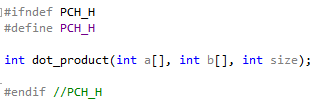 #ifndef PCH_H
#define PCH_H
int dot_product(int a[], int b[], int size);
#endif //PCH_H